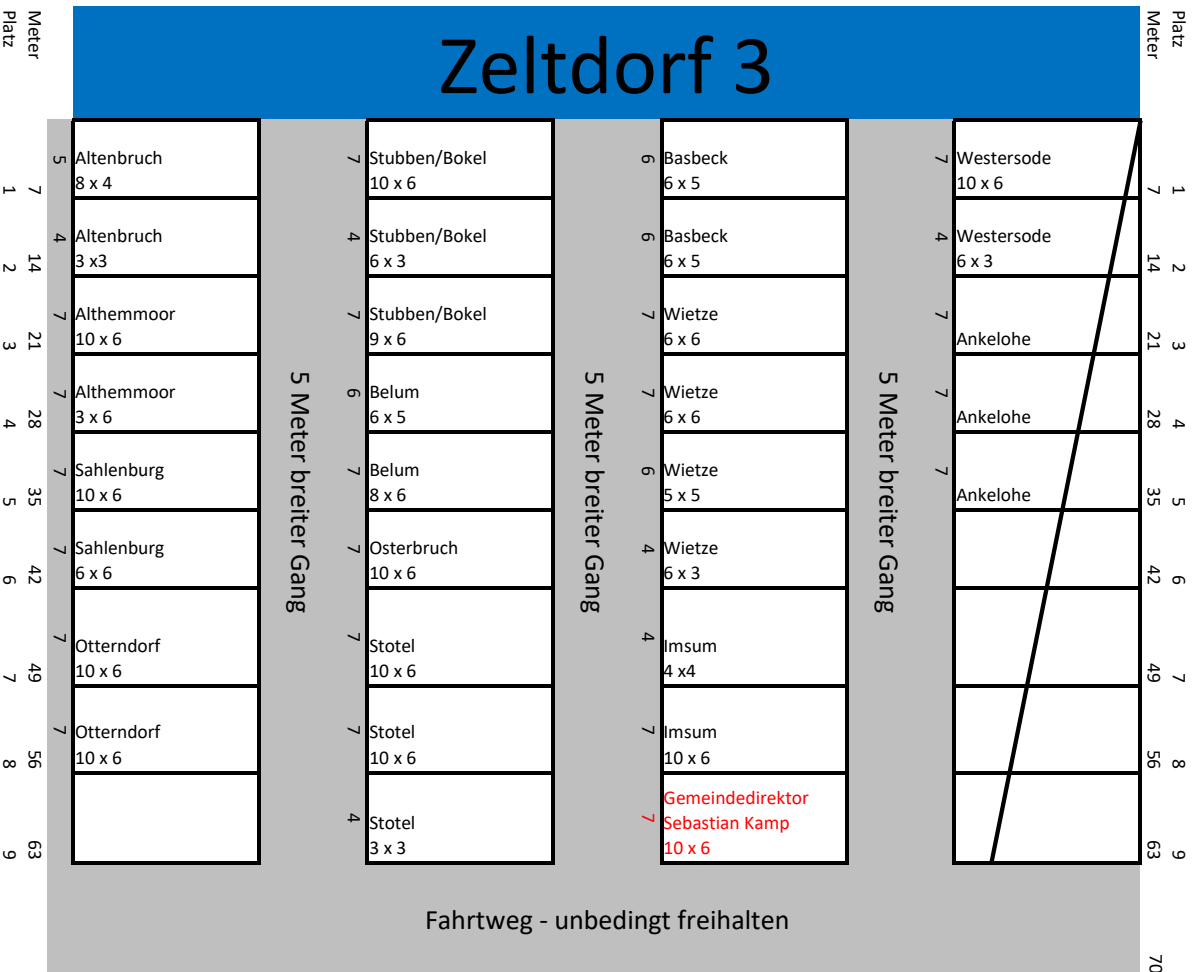 Zeltdorf 3
Meter
Platz
Platz
Meter
5
Altenbruch
8 x 4
4
Altenbruch
3 x3
7
Althemmoor
10 x 6
7
Althemmoor
3 x 6
7
Sahlenburg
10 x 6
7
Sahlenburg
6 x 6
7
Otterndorf
10 x 6
7
Otterndorf
10 x 6
7
14
21
28
35
42
49
56
63
1
2
3
4
5
6
7
8
9
5 Meter breiter Gang
7
Stubben/Bokel
10 x 6
4
Stubben/Bokel
6 x 3
7
Stubben/Bokel
9 x 6
6
Belum
6 x 5
7
Belum
8 x 6
7
Osterbruch
10 x 6
7
Stotel
10 x 6
7
Stotel
10 x 6
4
Stotel
3 x 3
5 Meter breiter Gang
6
Basbeck
6 x 5
6
Basbeck
6 x 5
7
Wietze
6 x 6
7
Wietze
6 x 6
6
Wietze
5 x 5
4
Wietze
6 x 3
4
Imsum
4 x4
7
Imsum
10 x 6
7
Gemeindedirektor
Sebastian Kamp
10 x 6
5 Meter breiter Gang
7
Westersode
10 x 6
4
Westersode
6 x 3
7
Ankelohe
7
Ankelohe
7
Ankelohe
7
14
21
28
35
42
49
56
63
70
1
2
3
4
5
6
7
8
9
Fahrtweg - unbedingt freihalten